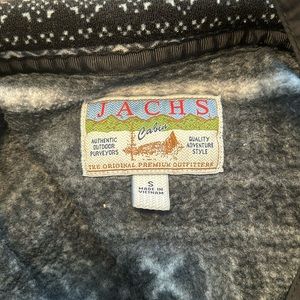 JACHS
Cabin
AUTHENTIC
OUTDOOR
PURVEYORS
QUALITY
ADVENTURE
STYLE
THE ORIGINAL PREMIUM OUTFITTERS
S
MADE IN
VIETNAM